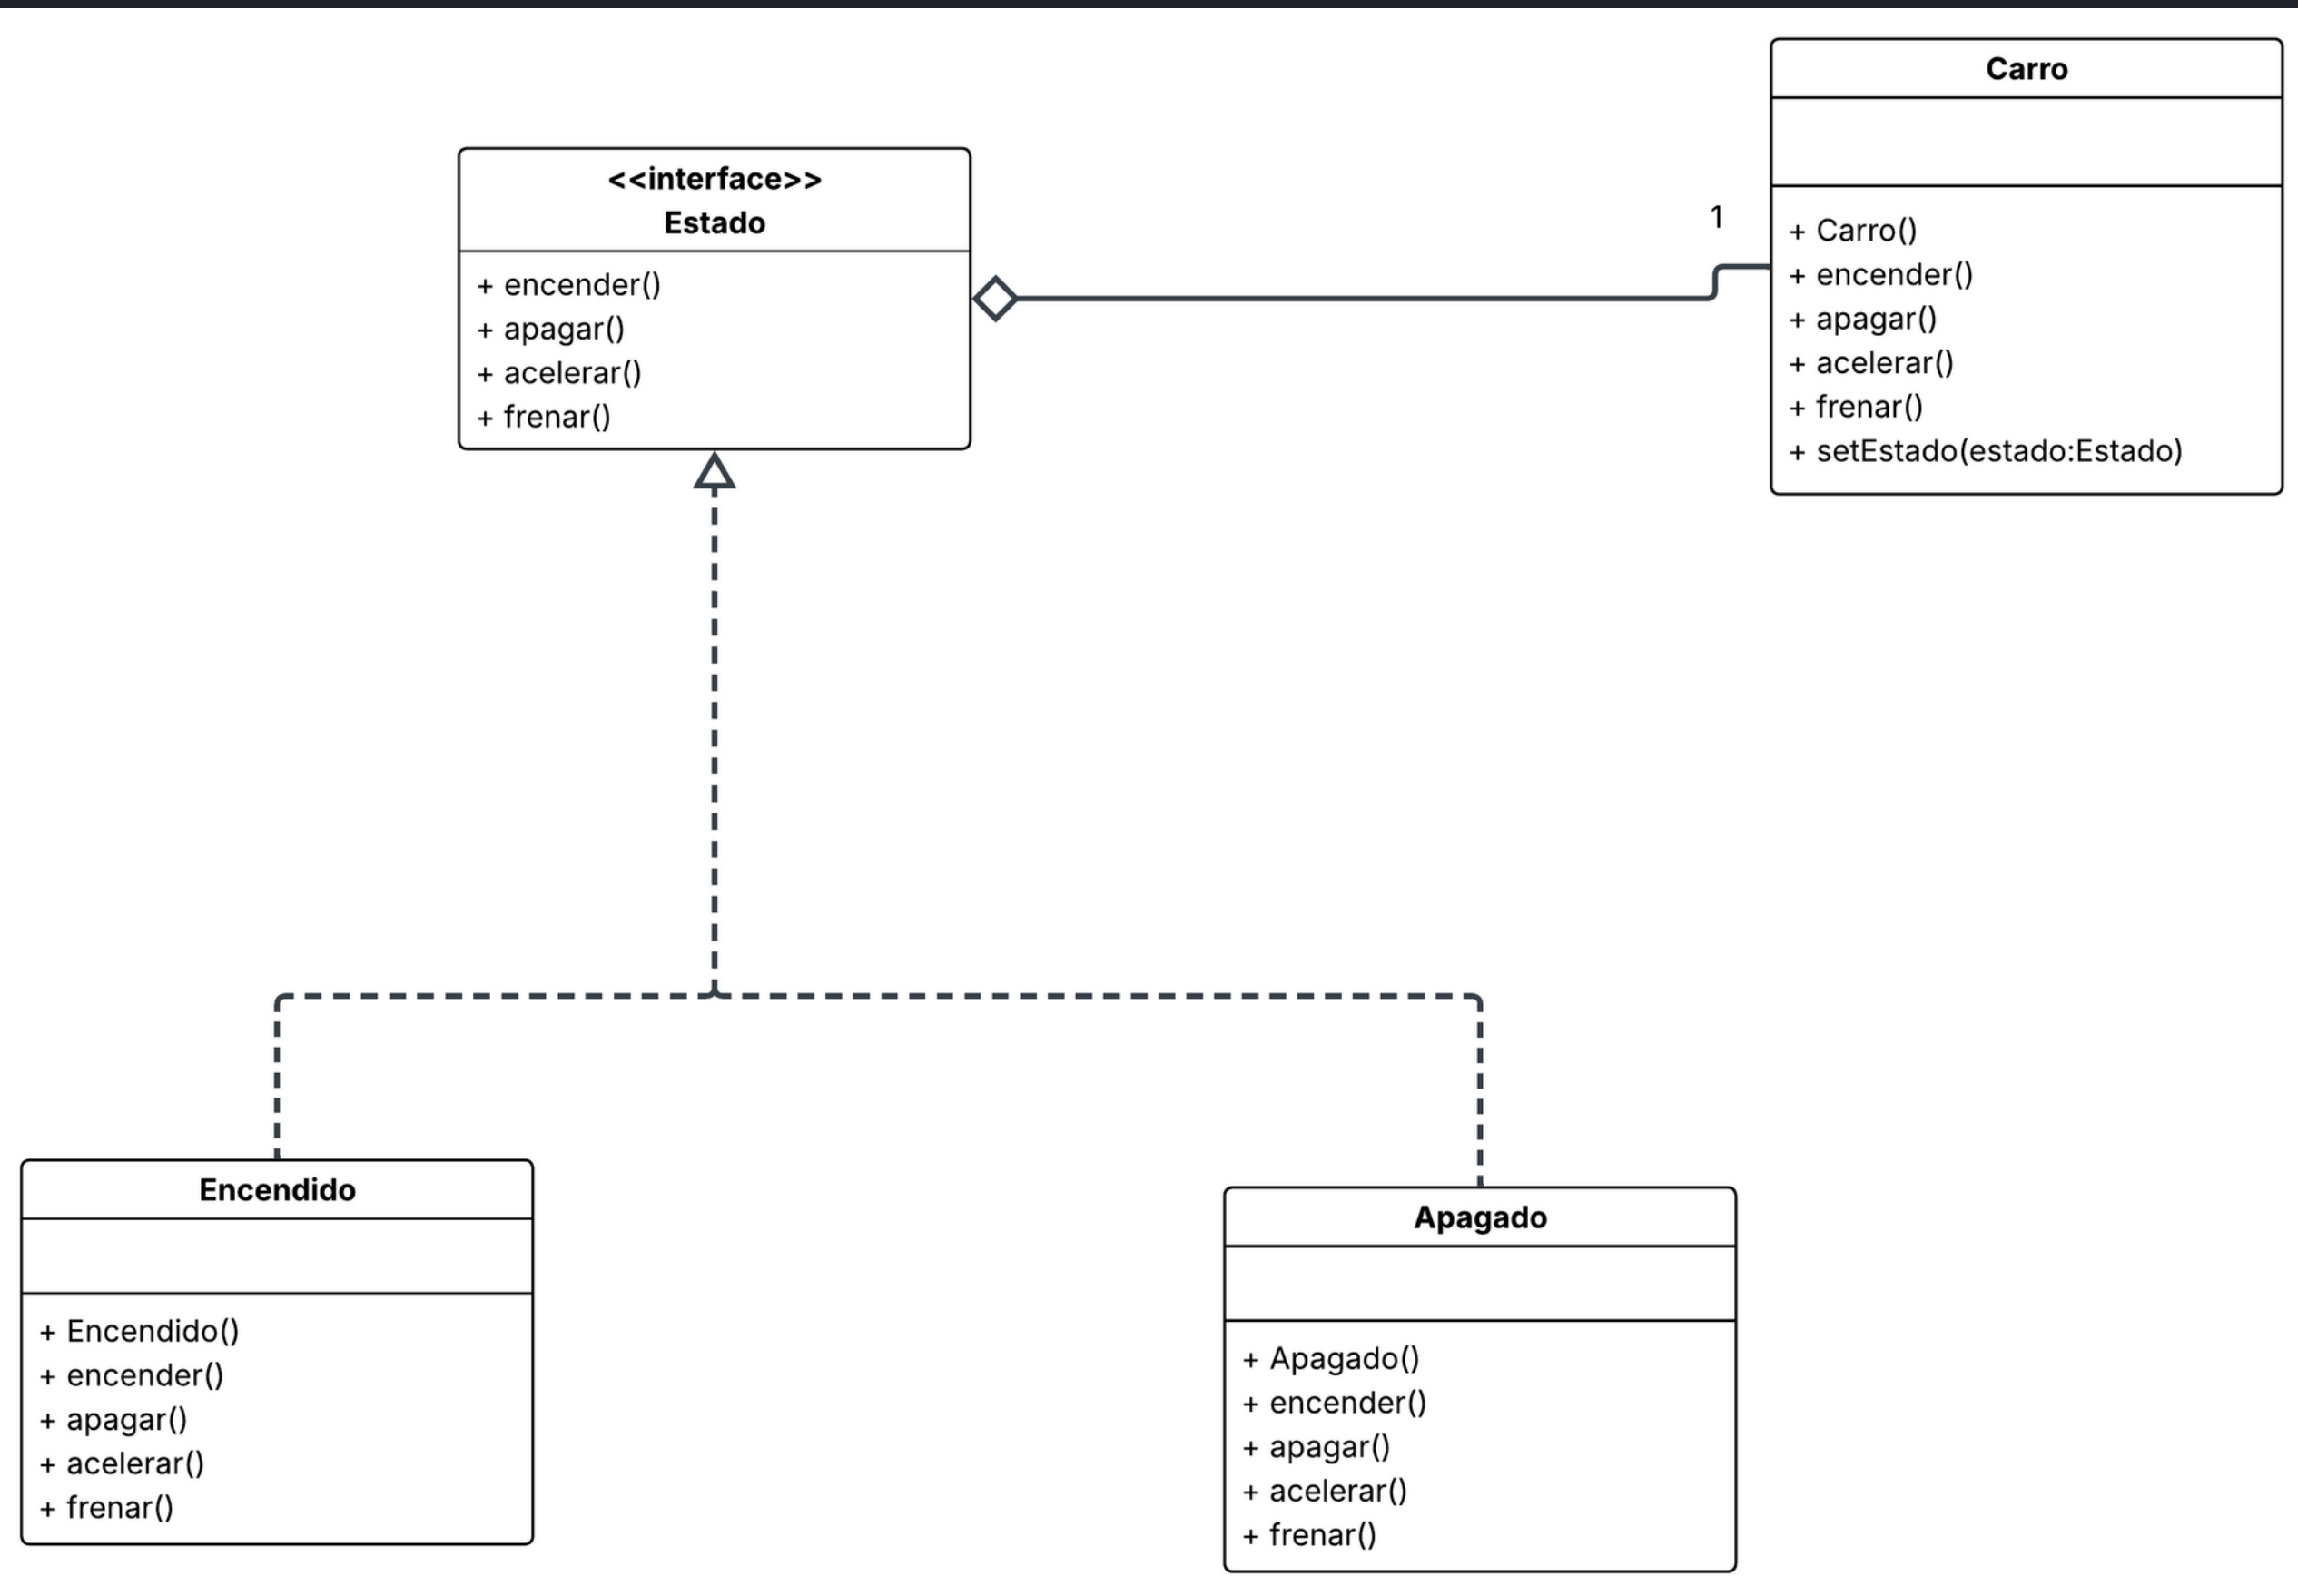 Carro
+ Carro()
+ encender()
+ apagar()
+ acelerar()
+ frenar()
+ setEstado(estado:Estado)
1
<<interface>>
Estado
+ encender()
+ apagar()
+ acelerar()
+ frenar()
Encendido
+ Encendido()
+ encender()
+ apagar()
+ acelerar()
+ frenar()
Apagado
+ Apagado()
+ encender()
+ apagar()
+ acelerar()
+ frenar()